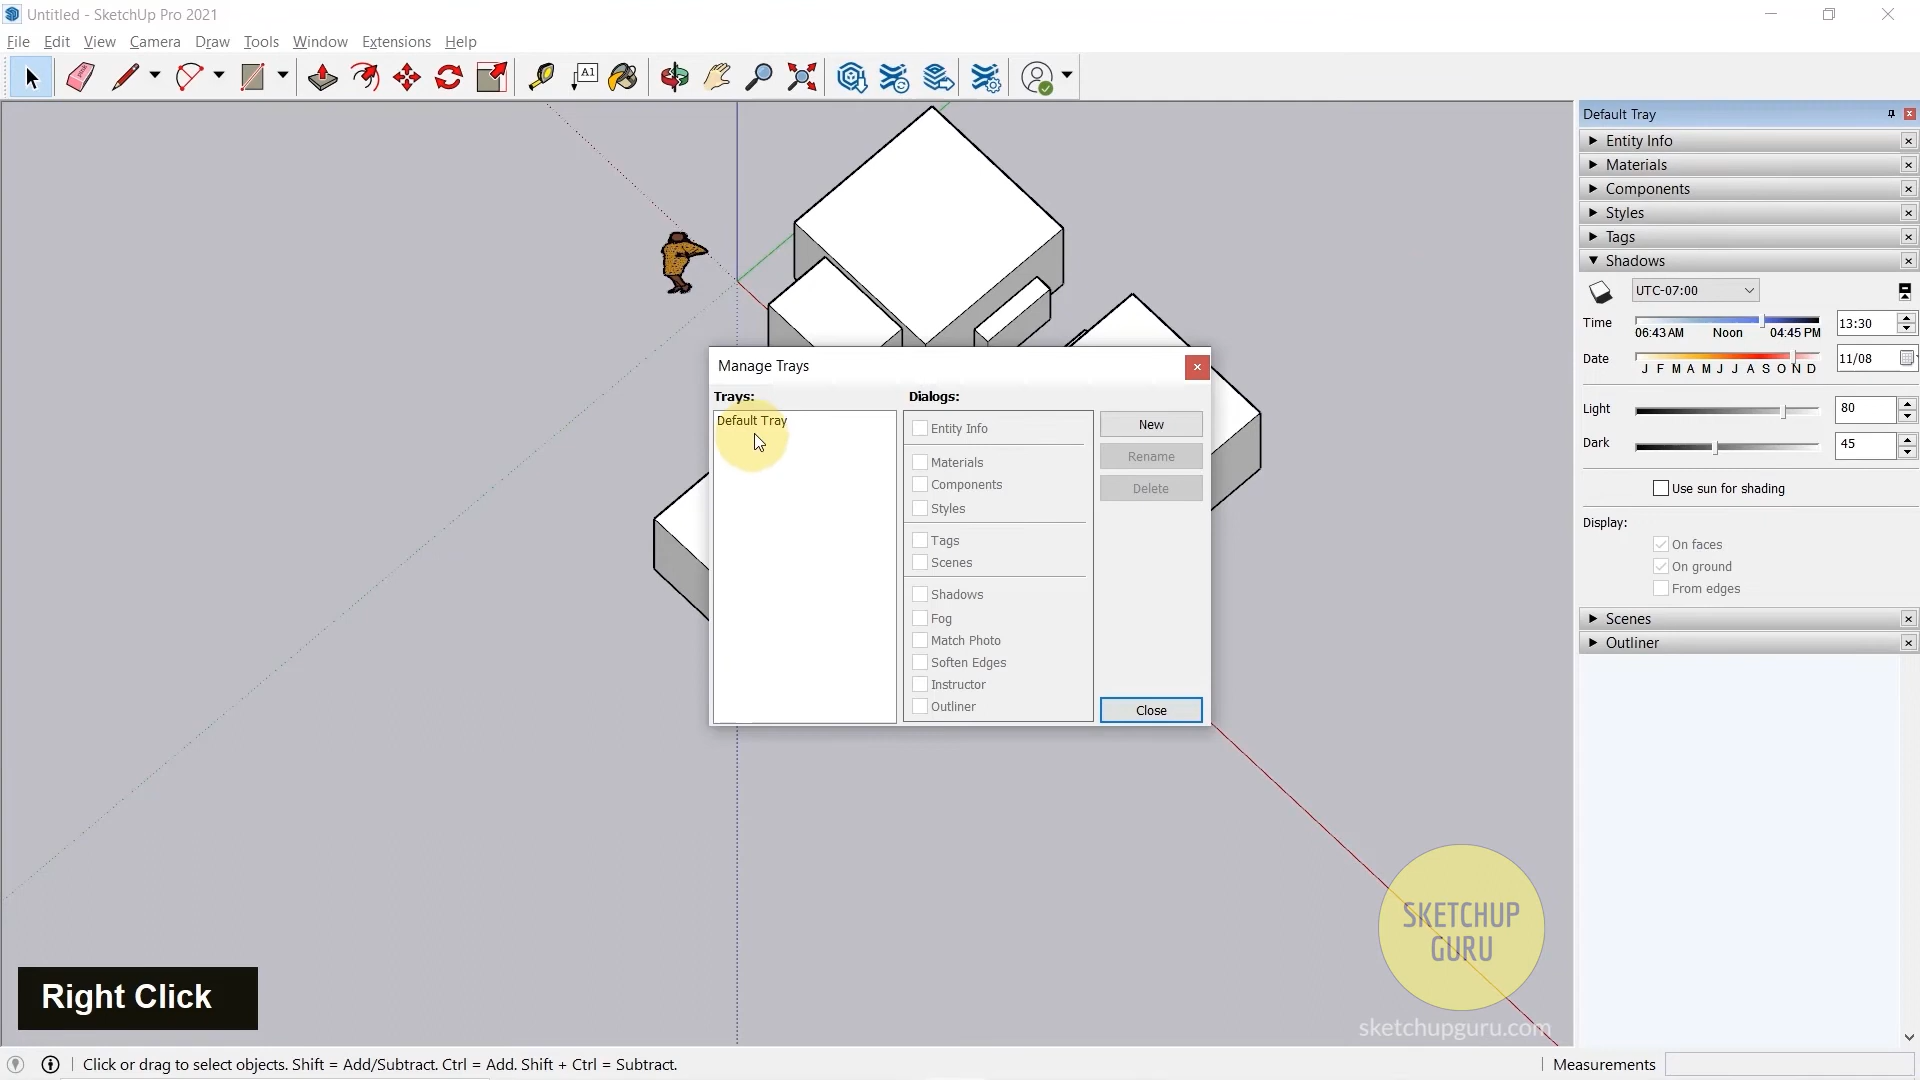 Untitled - SketchUp Pro 2021
File Edit View Camera Draw Tools Window Extensions Help
A1
Default Tray
Entity Info
Materials
Components
Styles
Tags
Shadows
UTC-07:00
Time
06:43 AM Noon 04:45 PM
13:30
Date
J F M A M J J A S O N D
11/08
Light
80
Dark
45
Use sun for shading
Display:
On faces
On ground
From edges
Scenes
Outliner
Manage Trays
Trays:
Default Tray
Dialogs:
Entity Info
Materials
Components
Styles
Tags
Scenes
Shadows
Fog
Match Photo
Soften Edges
Instructor
Outliner
New
Rename
Delete
Close
SKETCHUP
GURU
sketchupguru.com
Right Click
Click or drag to select objects. Shift = Add/Subtract. Ctrl = Add. Shift + Ctrl = Subtract.
Measurements